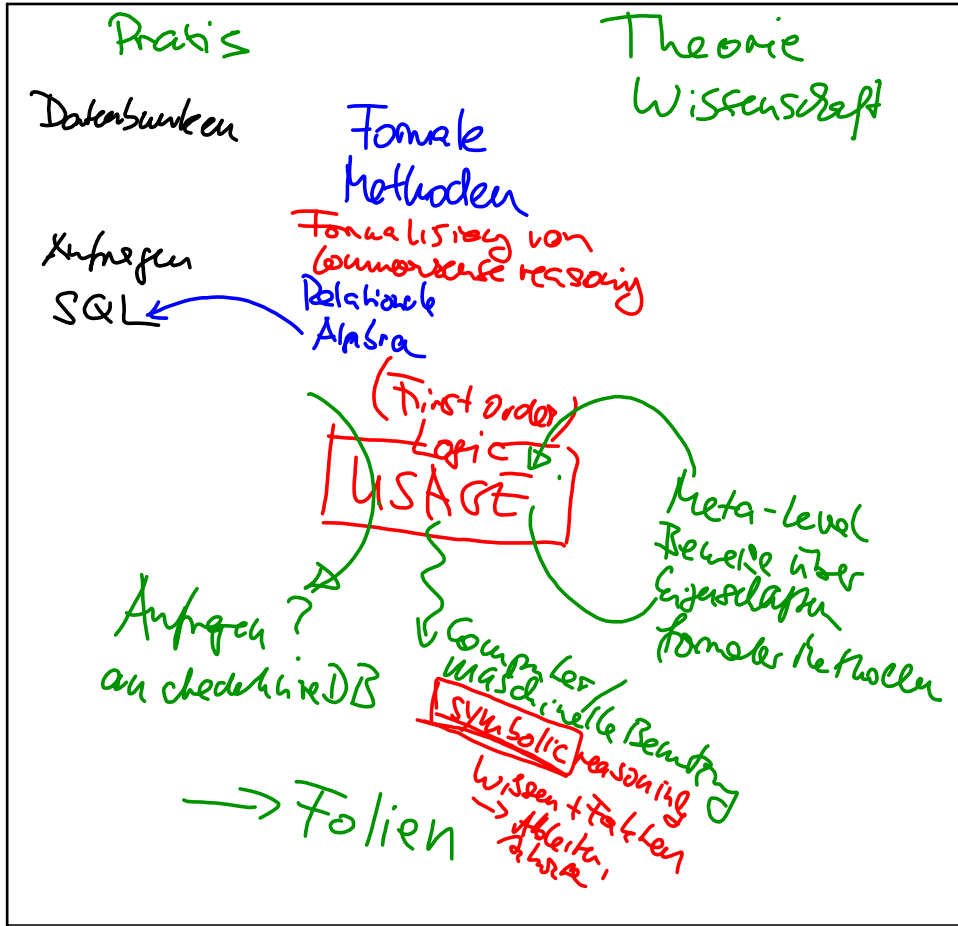 Praxis
Theorie
Wissenschaft
Datenbanken
Formale
Methoden
Formalisierung von
commonsense reasoning
Anfragen
SQL
Relationale
Algebra
(First Order)
Logic
USAGE
Meta-Level
Beweise über
Eigenschaften
formaler Methoden
Anfragen ?
an deduktive DB
Computer/
maschinelle Benutzung
symbolic reasoning
Wissen + Fakten
→ Ableiten,
→ Folien